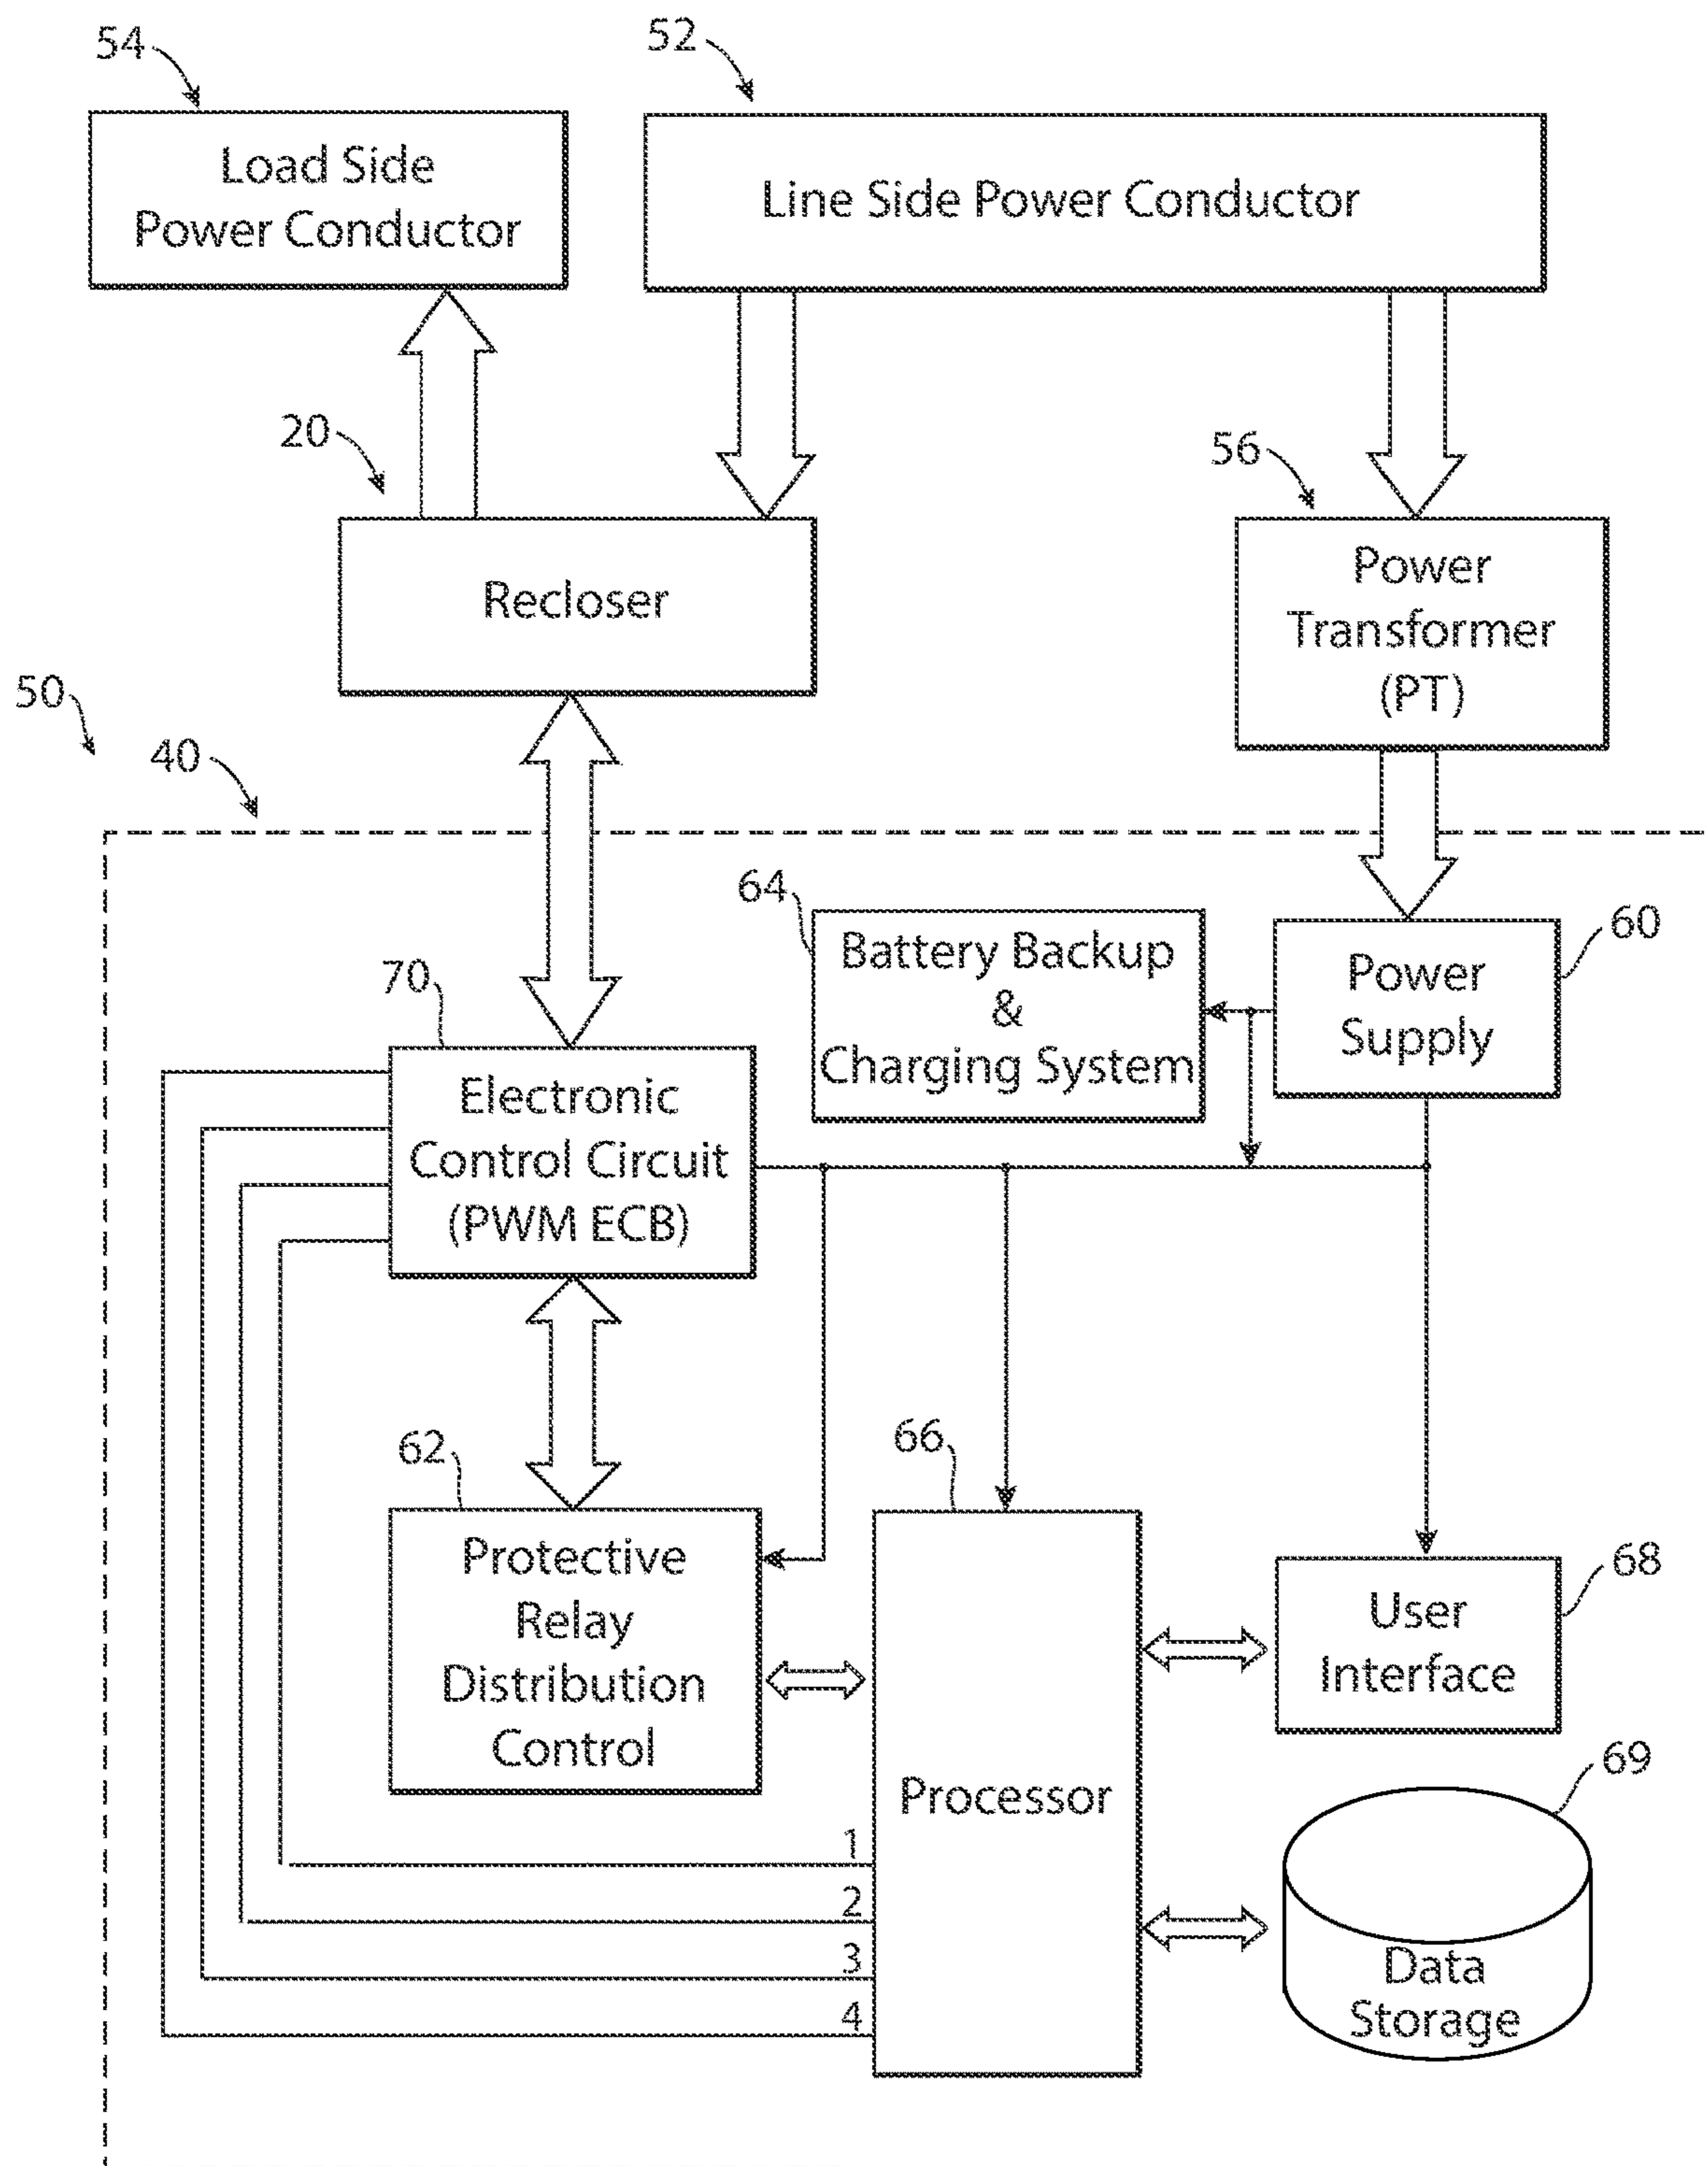 54
52
Load Side
Power Conductor
Line Side Power Conductor
20
56
Recloser
Power
Transformer
(PT)
50
40
64
Battery Backup
&
Charging System
60
Power
Supply
70
Electronic
Control Circuit
(PWM ECB)
62
Protective
Relay
Distribution
Control
66
Processor
68
User
Interface
69
Data
Storage
1
2
3
4